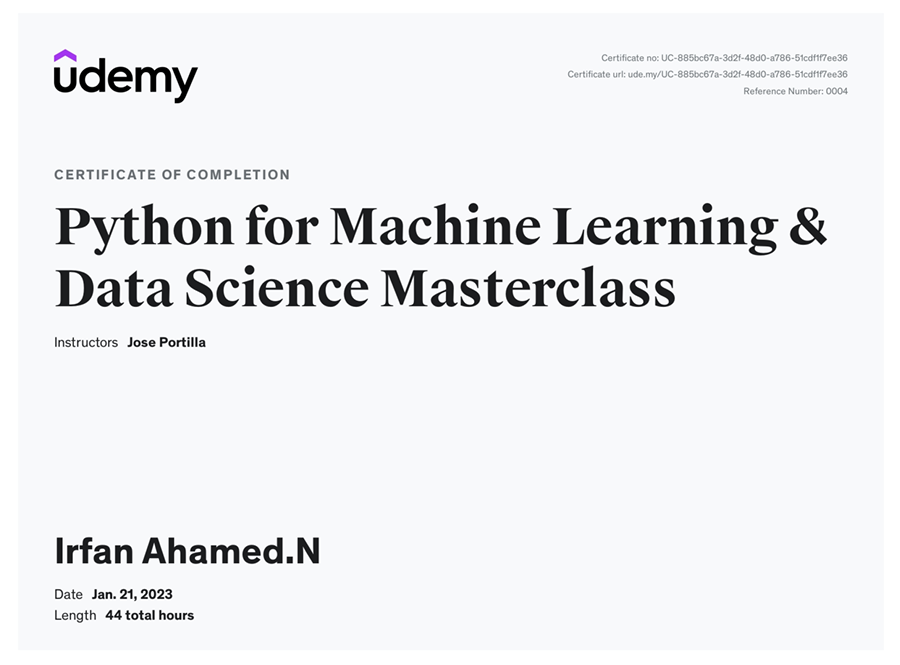 udemy
Certificate no: UC-885bc67a-3d2f-48d0-a786-51cdf1f7ee36
Certificate url: ude.my/UC-885bc67a-3d2f-48d0-a786-51cdf1f7ee36
Reference Number: 0004
CERTIFICATE OF COMPLETION
Python for Machine Learning &
Data Science Masterclass
Instructors Jose Portilla
Irfan Ahamed.N
Date Jan. 21, 2023
Length 44 total hours